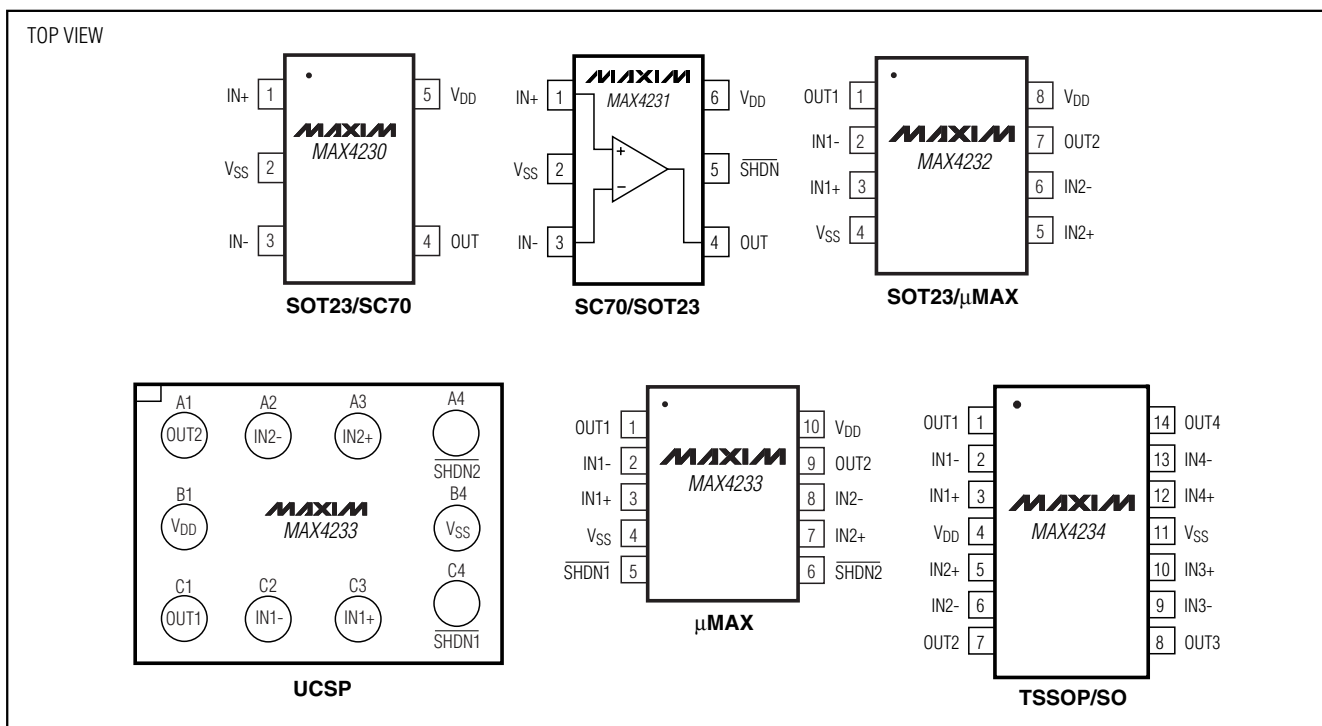 TOP VIEW
IN+ 1 5 VDD
MAXIM
MAX4230
VSS 2
IN- 3 4 OUT
SOT23/SC70
MAXIM
MAX4231
IN+ 1 6 VDD
+
VSS 2 5 SHDN
−
IN- 3 4 OUT
SC70/SOT23
OUT1 1 8 VDD
MAXIM
IN1- 2 7 OUT2
MAX4232
IN1+ 3 6 IN2-
VSS 4 5 IN2+
SOT23/µMAX
A1 A2 A3 A4
OUT2 IN2- IN2+
SHDN2
B1 B4
MAXIM
VDD MAX4233 VSS
C1 C2 C3 C4
OUT1 IN1- IN1+
SHDN1
UCSP
OUT1 1 10 VDD
IN1- 2 MAXIM 9 OUT2
MAX4233
IN1+ 3 8 IN2-
VSS 4 7 IN2+
SHDN1 5 6 SHDN2
µMAX
OUT1 1 14 OUT4
IN1- 2 13 IN4-
IN1+ 3 MAXIM 12 IN4+
VDD 4 MAX4234 11 VSS
IN2+ 5 10 IN3+
IN2- 6 9 IN3-
OUT2 7 8 OUT3
TSSOP/SO